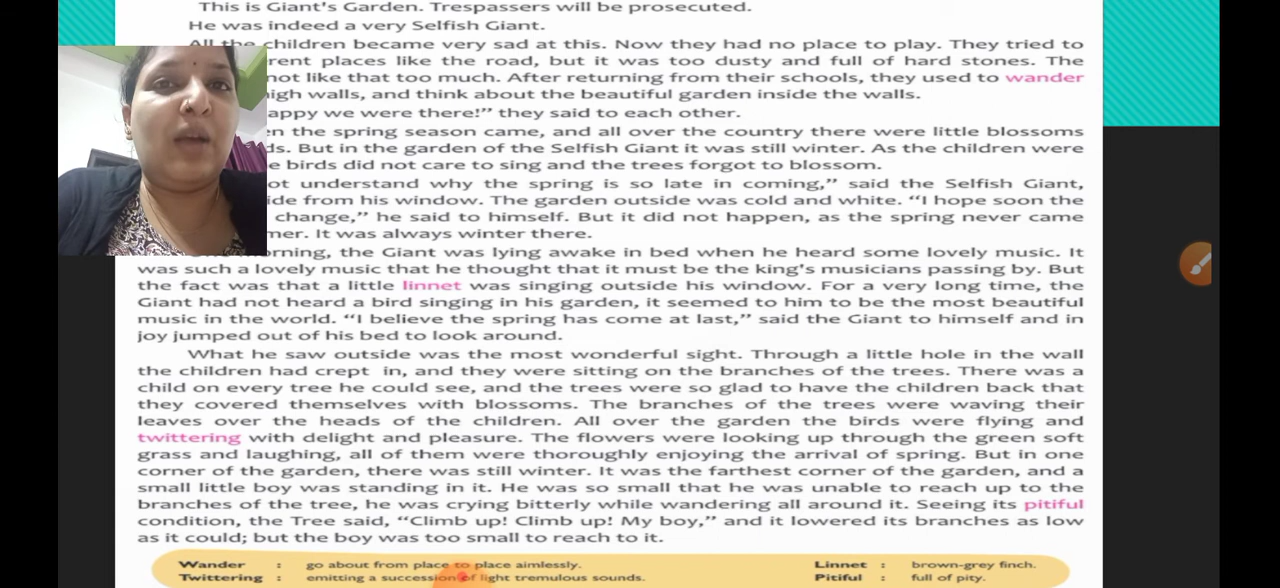 This is Giant's Garden. Trespassers will be prosecuted.
He was indeed a very Selfish Giant.
All the children became very sad at this. Now they had no place to play. They tried to
rent places like the road, but it was too dusty and full of hard stones. The
not like that too much. After returning from their schools, they used to wander
igh walls, and think about the beautiful garden inside the walls.
appy we were there!” they said to each other.
en the spring season came, and all over the country there were little blossoms
ds. But in the garden of the Selfish Giant it was still winter. As the children were
e birds did not care to sing and the trees forgot to blossom.
ot understand why the spring is so late in coming,” said the Selfish Giant,
ide from his window. The garden outside was cold and white. “I hope soon the
change,” he said to himself. But it did not happen, as the spring never came
mer. It was always winter there.
orning, the Giant was lying awake in bed when he heard some lovely music. It
was such a lovely music that he thought that it must be the king's musicians passing by. But
the fact was that a little linnet was singing outside his window. For a very long time, the
Giant had not heard a bird singing in his garden, it seemed to him to be the most beautiful
music in the world. “I believe the spring has come at last,” said the Giant to himself and in
joy jumped out of his bed to look around.
What he saw outside was the most wonderful sight. Through a little hole in the wall
the children had crept in, and they were sitting on the branches of the trees. There was a
child on every tree he could see, and the trees were so glad to have the children back that
they covered themselves with blossoms. The branches of the trees were waving their
leaves over the heads of the children. All over the garden the birds were flying and
twittering with delight and pleasure. The flowers were looking up through the green soft
grass and laughing, all of them were thoroughly enjoying the arrival of spring. But in one
corner of the garden, there was still winter. It was the farthest corner of the garden, and a
small little boy was standing in it. He was so small that he was unable to reach up to the
branches of the tree, he was crying bitterly while wandering all around it. Seeing its pitiful
condition, the Tree said, “Climb up! Climb up! My boy,” and it lowered its branches as low
as it could; but the boy was too small to reach to it.
Wander : go about from place to place aimlessly. Linnet : brown-grey finch.
Twittering : emitting a succession of light tremulous sounds. Pitiful : full of pity.